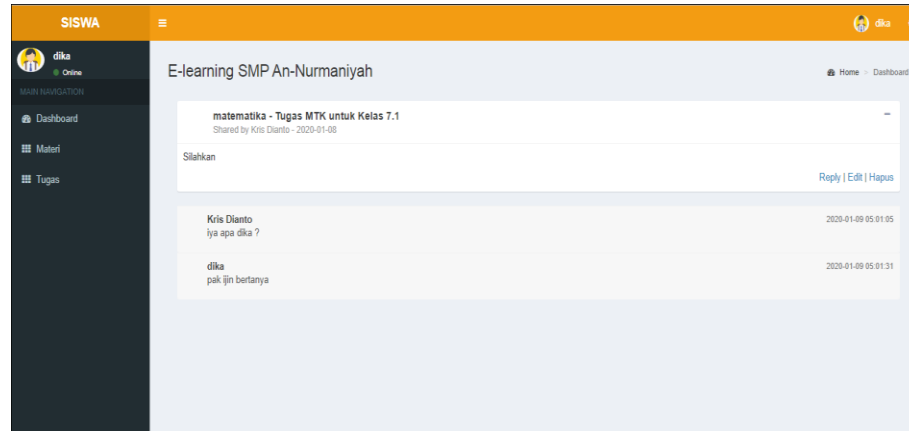 SISWA
dika
dika
Online
E-learning SMP An-Nurmaniyah
Home > Dashboard
MAIN NAVIGATION
Dashboard
Materi
Tugas
matematika - Tugas MTK untuk Kelas 7.1
Shared by Kris Dianto - 2020-01-08
Silahkan
Reply | Edit | Hapus
Kris Dianto
2020-01-09 05:01:05
iya apa dika ?
dika
2020-01-09 05:01:31
pak ijin bertanya